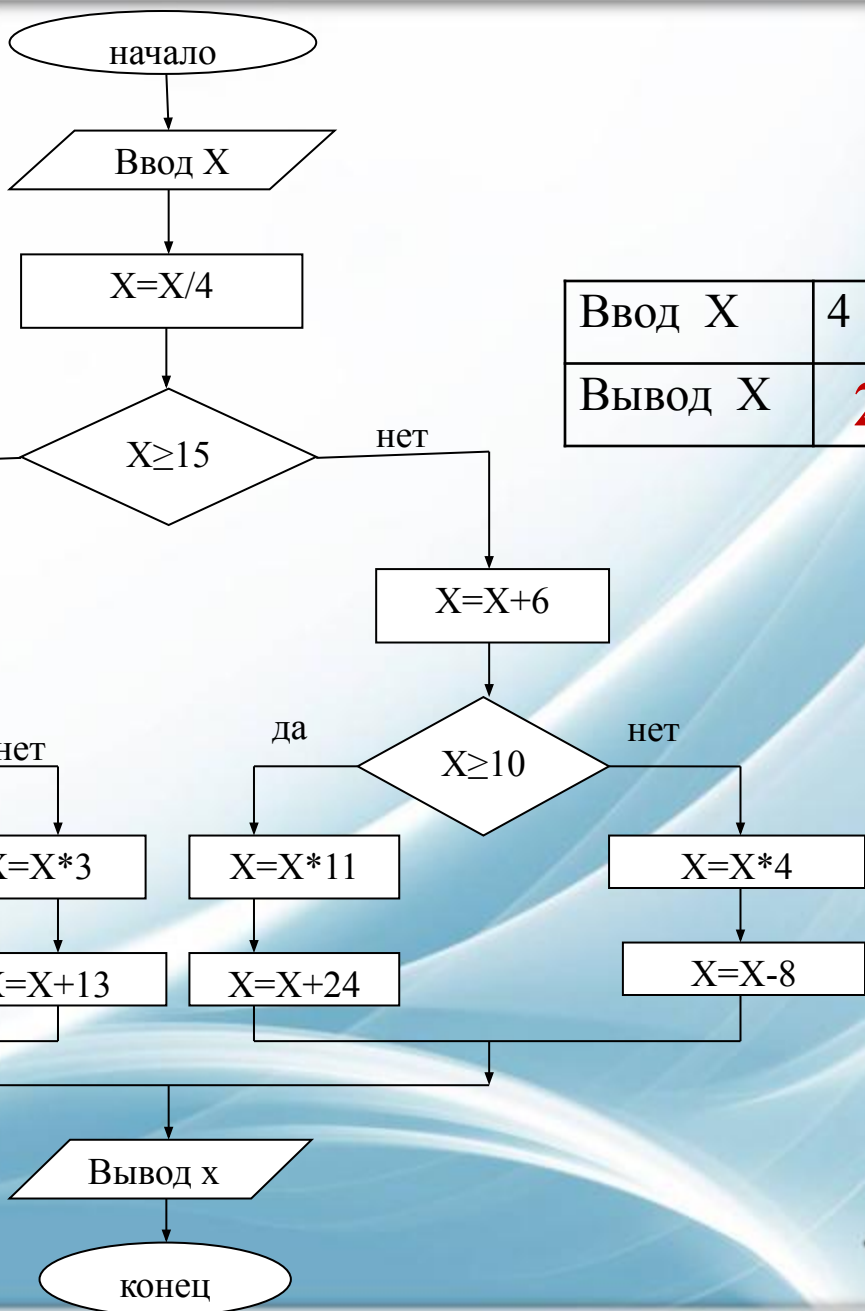 начало
Ввод X
X=X/4
Ввод X 4
Вывод X
X≥15
нет
X=X+6
да
нет
нет
X≥10
X=X*3
X=X*11
X=X*4
X=X+13
X=X+24
X=X-8
Вывод x
конец